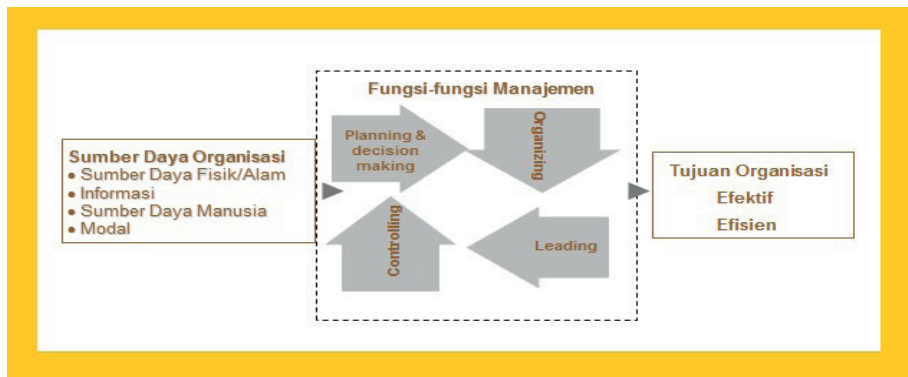 Fungsi-fungsi Manajemen
Sumber Daya Organisasi
• Sumber Daya Fisik/Alam
• Informasi
• Sumber Daya Manusia
• Modal
Planning &
decision
making
Organizing
Leading
Controlling
Tujuan Organisasi
Efektif
Efisien